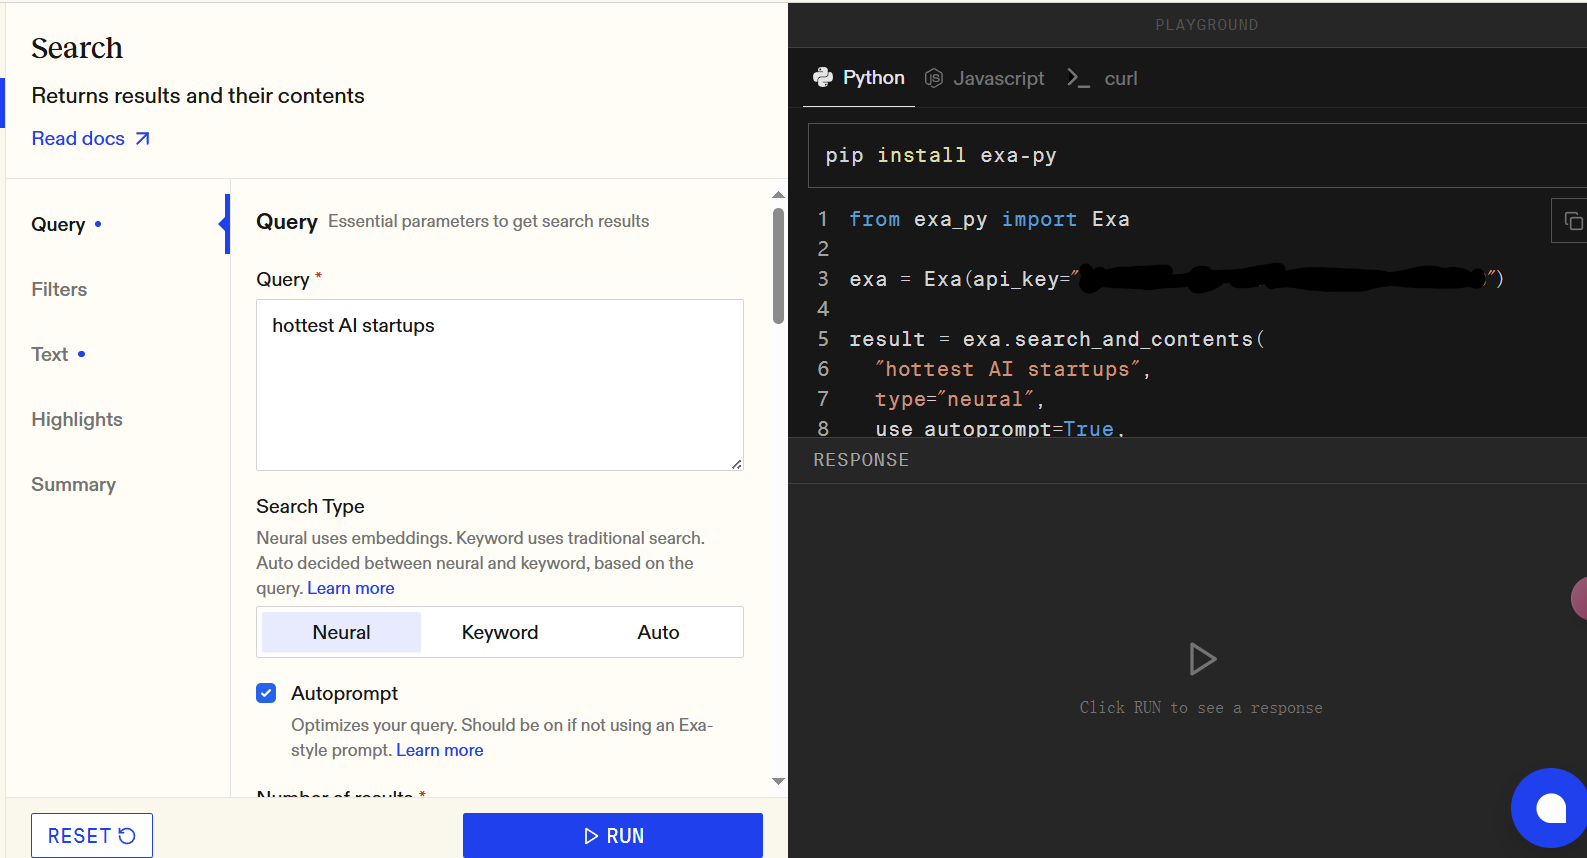 Search
Returns results and their contents
Read docs
Query
Filters
Text
Highlights
Summary
Query Essential parameters to get search results
Query *
hottest AI startups
Search Type
Neural uses embeddings. Keyword uses traditional search.
Auto decided between neural and keyword, based on the
query. Learn more
Neural Keyword Auto
Autoprompt
Optimizes your query. Should be on if not using an Exa-
style prompt. Learn more
Number of results *
RESET
RUN
PLAYGROUND
Python JS Javascript >_ curl
pip install exa-py
1 from exa_py import Exa
2
3 exa = Exa(api_key="")
4
5 result = exa.search_and_contents(
6 "hottest AI startups",
7 type="neural",
8 use_autoprompt=True,
RESPONSE
Click RUN to see a response